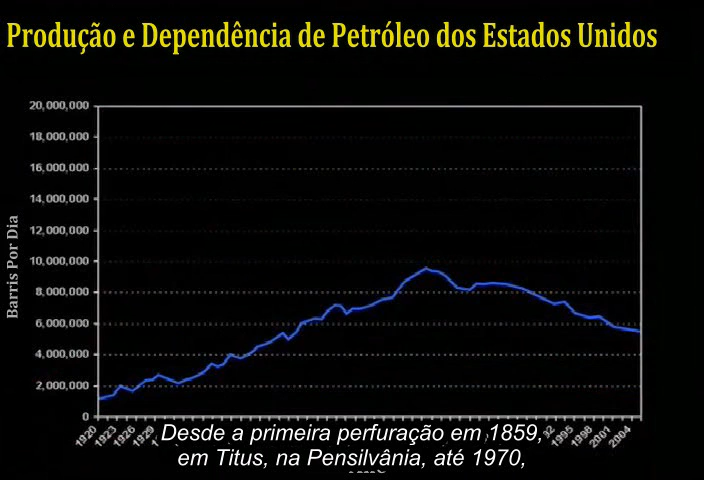 Produção e Dependência de Petróleo dos Estados Unidos
20,000,000
18,000,000
16,000,000
14,000,000
12,000,000
10,000,000
8,000,000
6,000,000
4,000,000
2,000,000
0
Barris Por Dia
1920 1923 1926 1929 1995 1998 2001 2004
Desde a primeira perfuração em 1859,
em Titus, na Pensilvânia, até 1970,